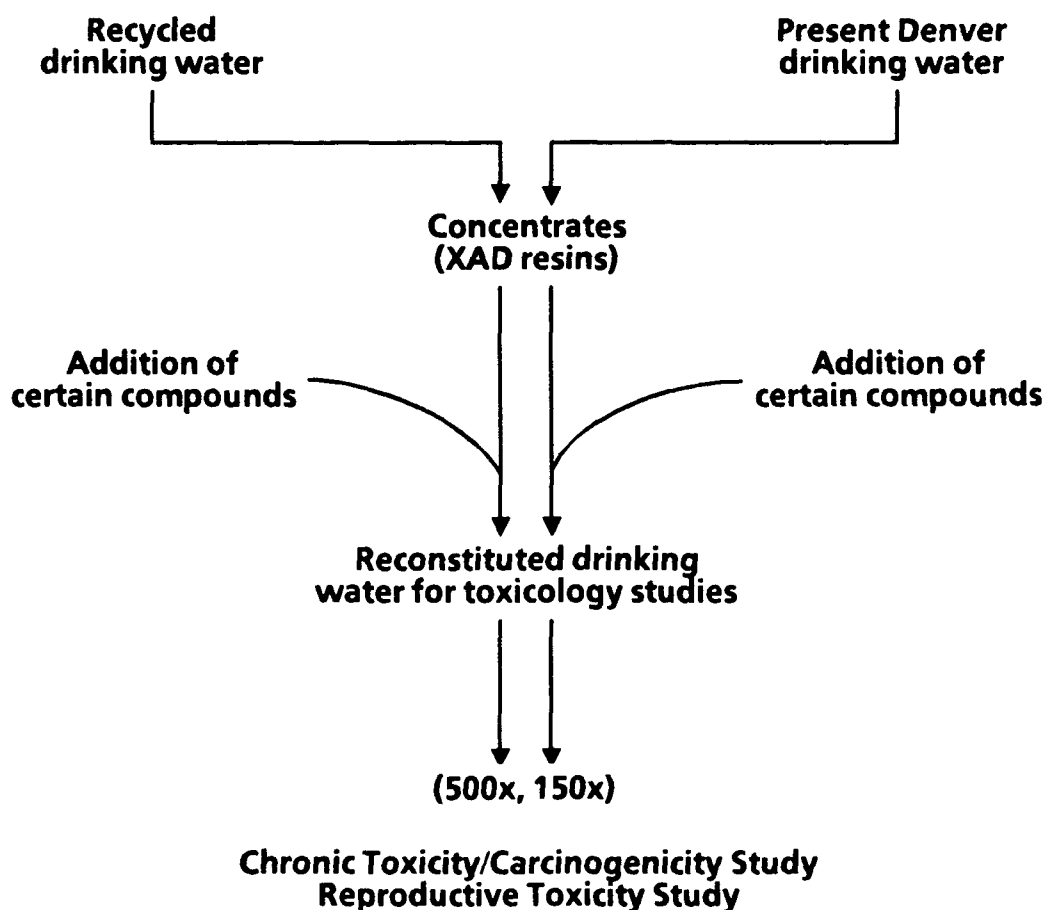 Recycled
drinking water
Present Denver
drinking water
Concentrates
(XAD resins)
Addition of
certain compounds
Addition of
certain compounds
Reconstituted drinking
water for toxicology studies
(500x, 150x)
Chronic Toxicity/Carcinogenicity Study
Reproductive Toxicity Study